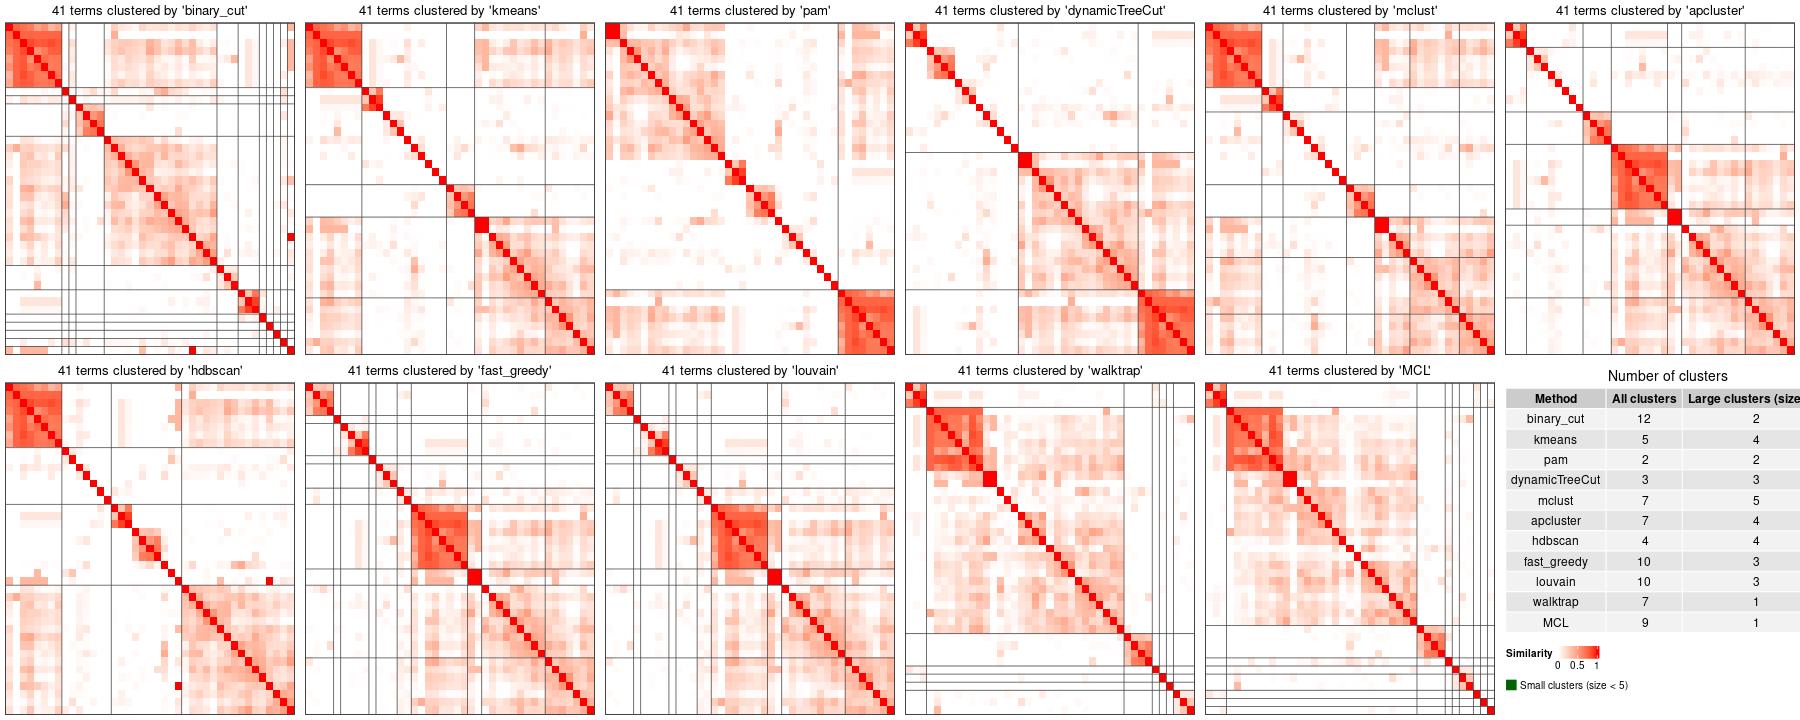 41 terms clustered by 'binary_cut'
41 terms clustered by 'kmeans'
41 terms clustered by 'pam'
41 terms clustered by 'dynamicTreeCut'
41 terms clustered by 'mclust'
41 terms clustered by 'apcluster'
41 terms clustered by 'hdbscan'
41 terms clustered by 'fast_greedy'
41 terms clustered by 'louvain'
41 terms clustered by 'walktrap'
41 terms clustered by 'MCL'
Number of clusters
Method All clusters Large clusters (size
binary_cut 12 2
kmeans 5 4
pam 2 2
dynamicTreeCut 3 3
mclust 7 5
apcluster 7 4
hdbscan 4 4
fast_greedy 10 3
louvain 10 3
walktrap 7 1
MCL 9 1
Similarity
0 0.5 1
Small clusters (size < 5)